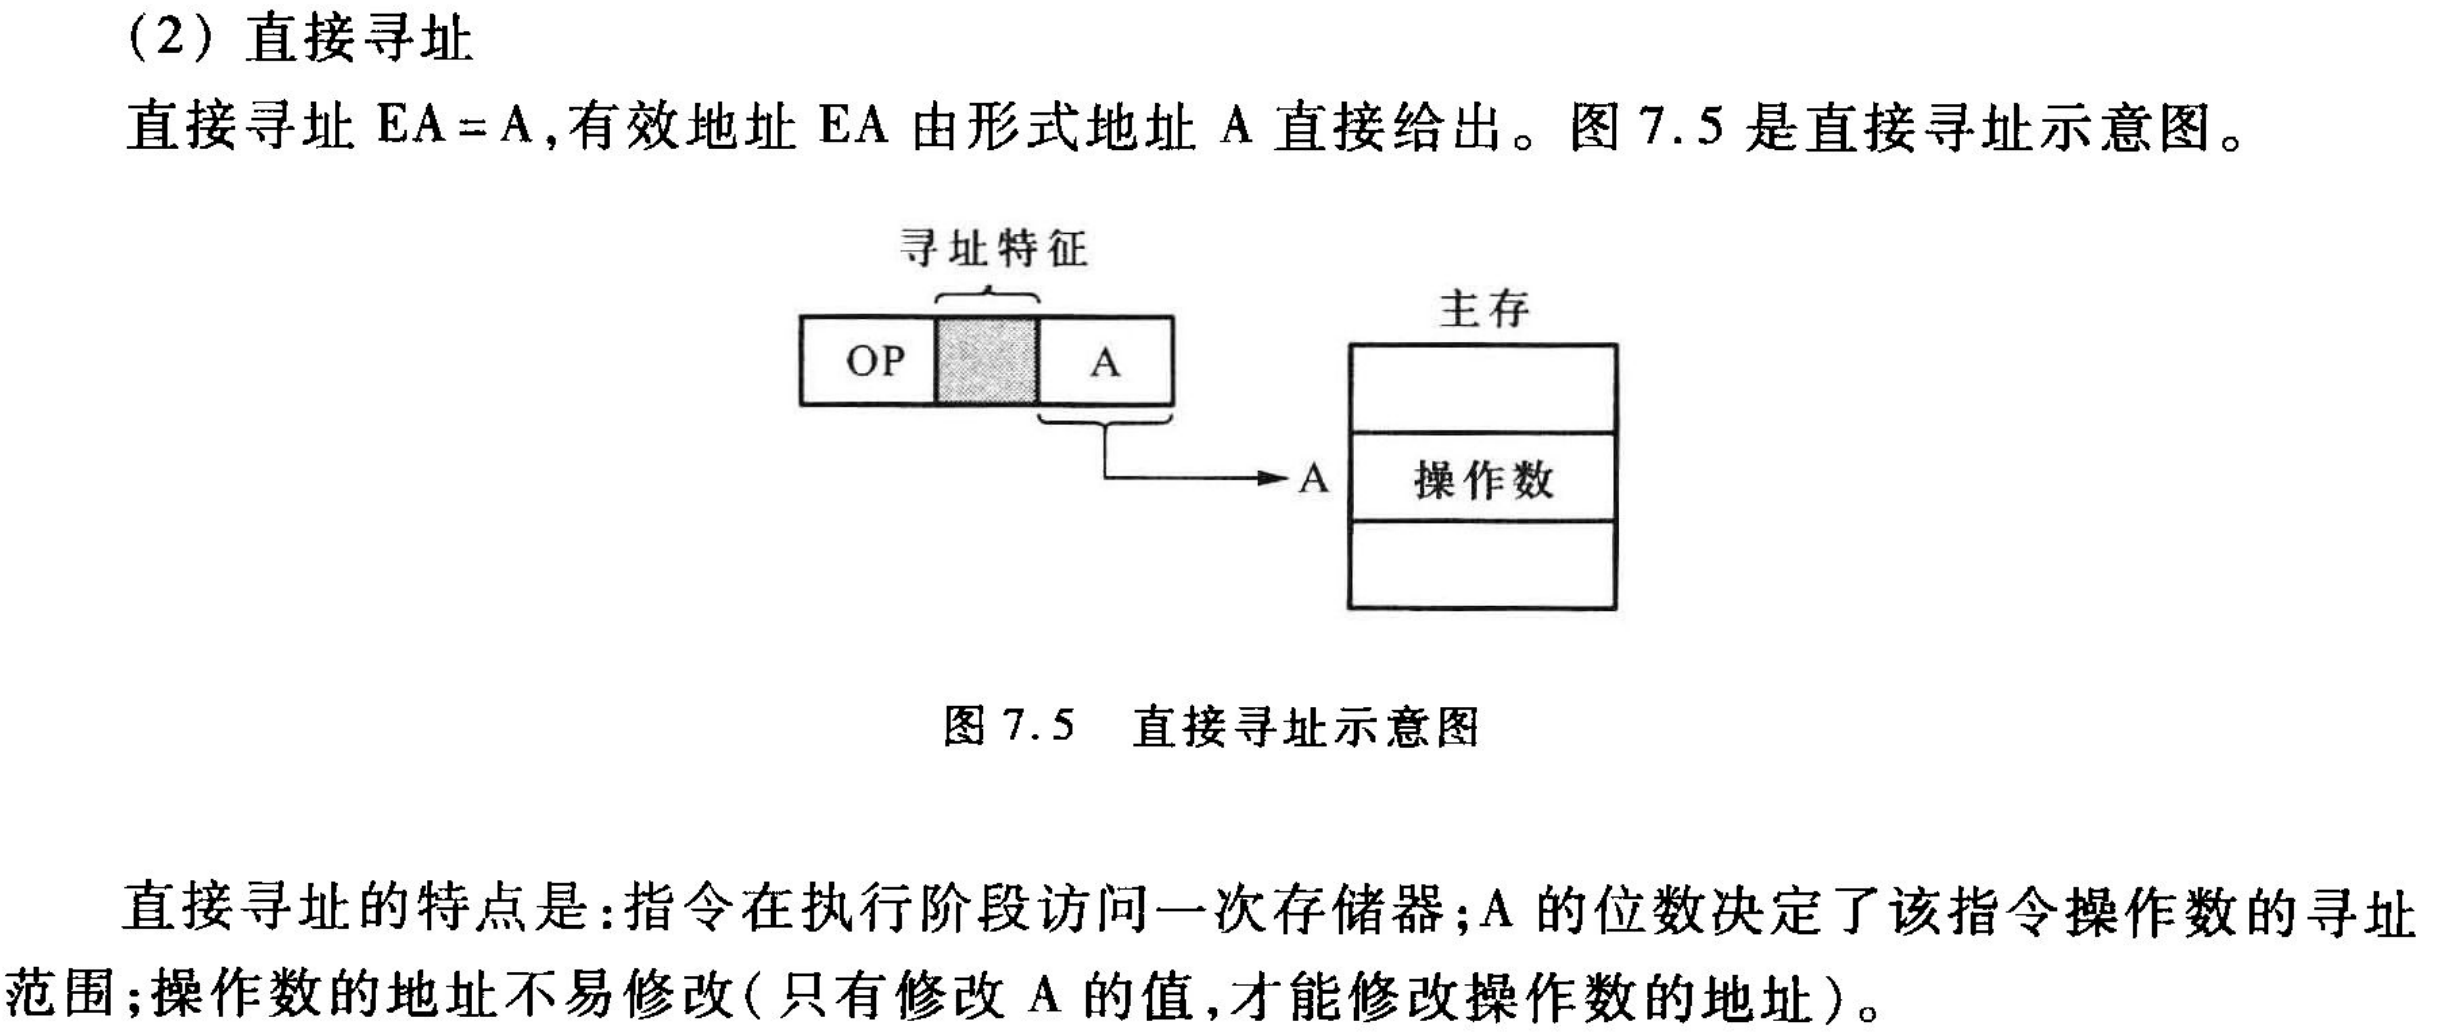 (2) 直接寻址
直接寻址 EA=A,有效地址 EA 由形式地址 A 直接给出。图 7.5 是直接寻址示意图。
寻址特征
主存
OP
A
A
操作数
图 7.5 直接寻址示意图
直接寻址的特点是:指令在执行阶段访问一次存储器;A 的位数决定了该指令操作数的寻址
范围;操作数的地址不易修改(只有修改 A 的值,才能修改操作数的地址)。